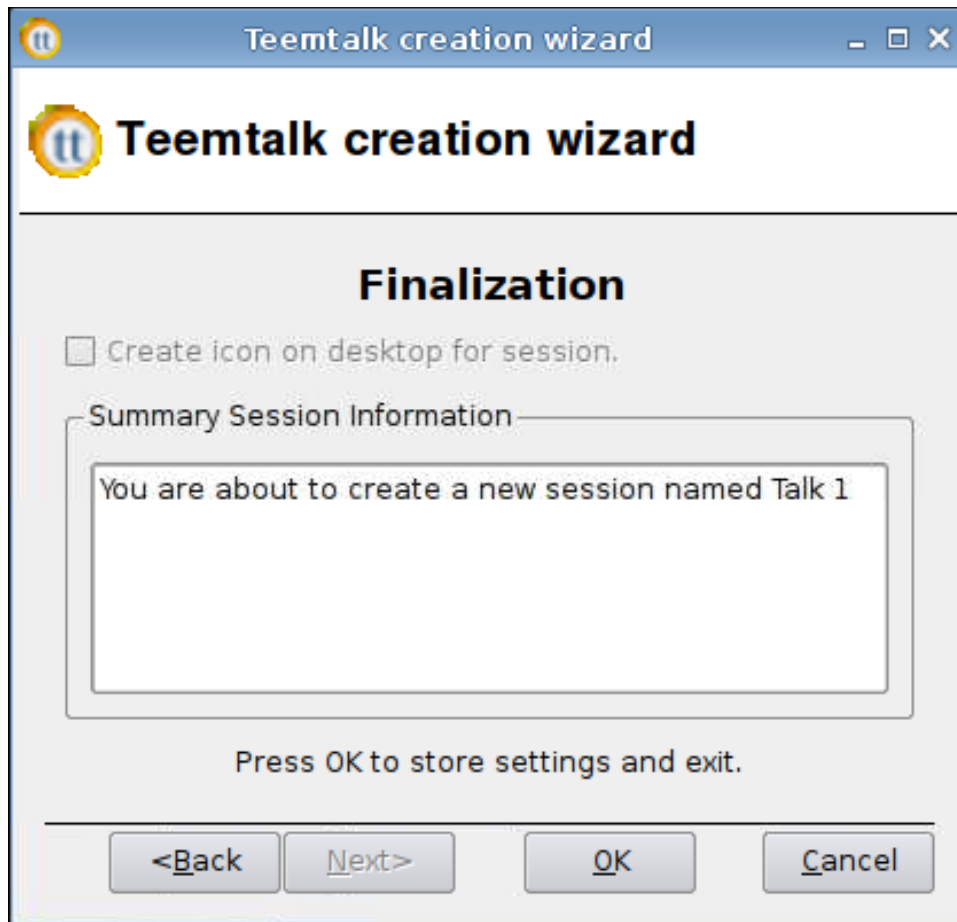 tt Teemtalk creation wizard
tt Teemtalk creation wizard
Finalization
Create icon on desktop for session.
Summary Session Information
You are about to create a new session named Talk 1
Press OK to store settings and exit.
<Back Next> OK Cancel